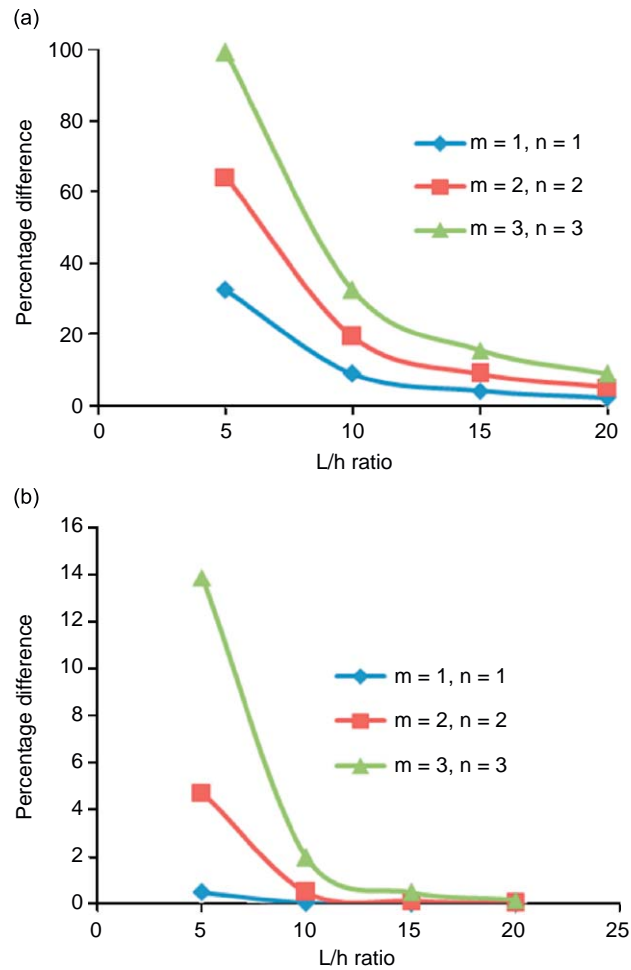 (a)
100
80
60
40
20
0
Percentage difference
m = 1, n = 1
m = 2, n = 2
m = 3, n = 3
0 5 10 15 20
L/h ratio
(b)
16
14
12
10
8
6
4
2
0
Percentage difference
m = 1, n = 1
m = 2, n = 2
m = 3, n = 3
0 5 10 15 20 25
L/h ratio